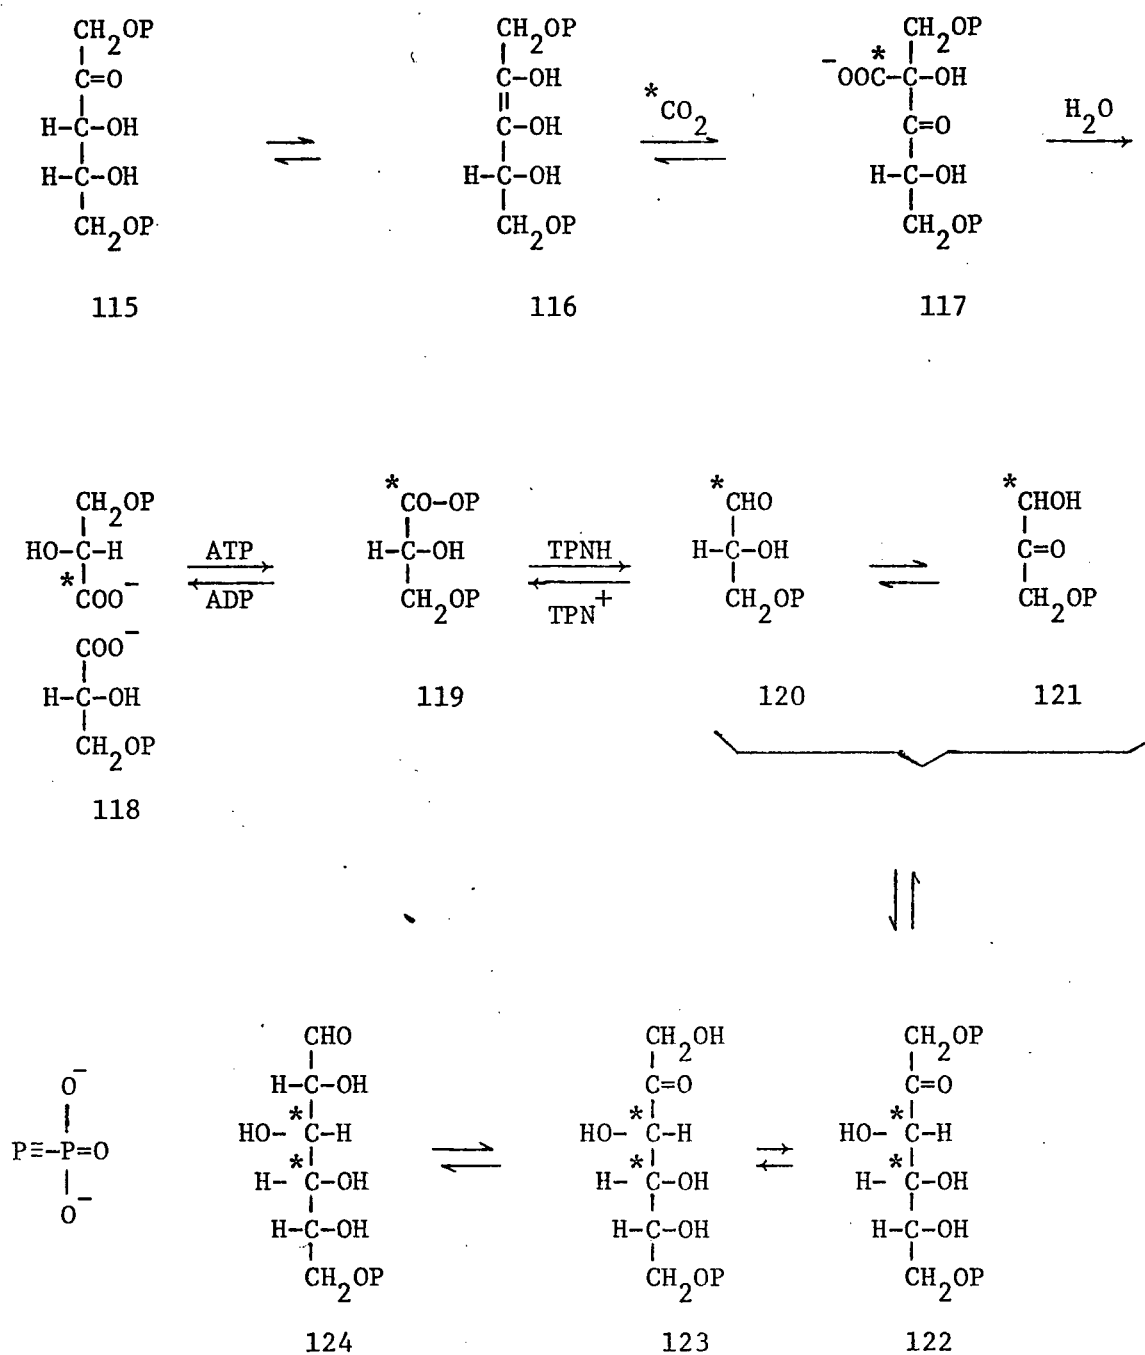 CH2OP CH2OP CH2OP
C=O C-OH -OOC*-C-OH
H-C-OH C-OH *CO2 C=O H2O
H-C-OH H-C-OH H-C-OH
CH2OP CH2OP CH2OP
115 116 117
CH2OP *CO-OP *CHO *CHOH
HO-C-H ATP H-C-OH TPNH H-C-OH C=O
*COO- ADP CH2OP TPN+ CH2OP CH2OP
COO-
H-C-OH 119 120 121
CH2OP
118
CHO CH2OH CH2OP
O- H-C-OH C=O C=O
HO-*C-H HO-*C-H HO-*C-H
P≡-P=O H-*C-OH H-*C-OH H-*C-OH
O- H-C-OH H-C-OH H-C-OH
CH2OP CH2OP CH2OP
124 123 122